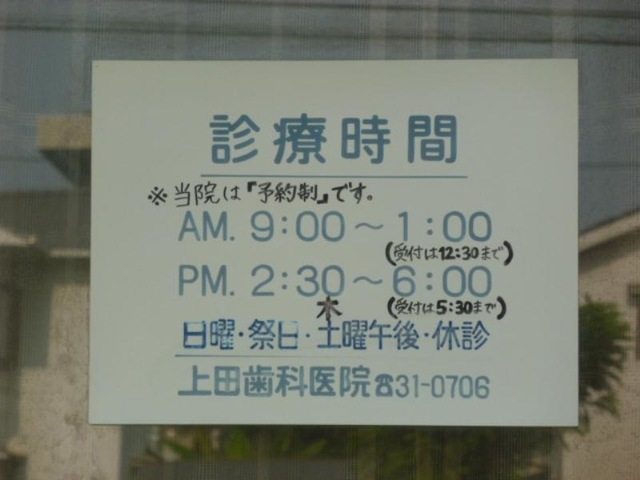 診療時間
※当院は『予約制』です。
AM. 9:00～1:00
(受付は12:30まで)
PM. 2:30～6:00
(受付は5:30まで)
木
日曜・祭日・土曜午後・休診
上田歯科医院☎31-0706